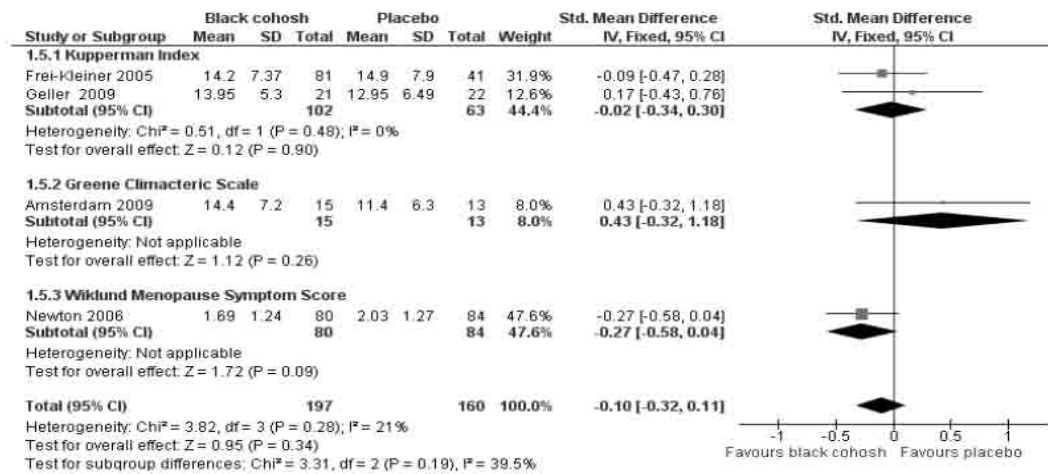 Black cohosh Placebo Std. Mean Difference Std. Mean Difference
Study or Subgroup Mean SD Total Mean SD Total Weight IV, Fixed, 95% CI IV, Fixed, 95% CI
1.5.1 Kupperman Index
Frei-Kleiner 2005 14.2 7.37 81 14.9 7.9 41 31.9% -0.09 [-0.47, 0.28]
Geller 2009 13.95 5.3 21 12.95 6.49 22 12.6% 0.17 [-0.43, 0.76]
Subtotal (95% CI) 102 63 44.4% -0.02 [-0.34, 0.30]
Heterogeneity: Chi² = 0.51, df = 1 (P = 0.48); I² = 0%
Test for overall effect: Z = 0.12 (P = 0.90)
1.5.2 Greene Climacteric Scale
Amsterdam 2009 14.4 7.2 15 11.4 6.3 13 8.0% 0.43 [-0.32, 1.18]
Subtotal (95% CI) 15 13 8.0% 0.43 [-0.32, 1.18]
Heterogeneity: Not applicable
Test for overall effect: Z = 1.12 (P = 0.26)
1.5.3 Wiklund Menopause Symptom Score
Newton 2006 1.69 1.24 80 2.03 1.27 84 47.6% -0.27 [-0.58, 0.04]
Subtotal (95% CI) 80 84 47.6% -0.27 [-0.58, 0.04]
Heterogeneity: Not applicable
Test for overall effect: Z = 1.72 (P = 0.09)
Total (95% CI) 197 160 100.0% -0.10 [-0.32, 0.11]
Heterogeneity: Chi² = 3.82, df = 3 (P = 0.28); I² = 21%
Test for overall effect: Z = 0.95 (P = 0.34)
Test for subgroup differences: Chi² = 3.31, df = 2 (P = 0.19), I² = 39.5%
-1 -0.5 0 0.5 1
Favours black cohosh Favours placebo